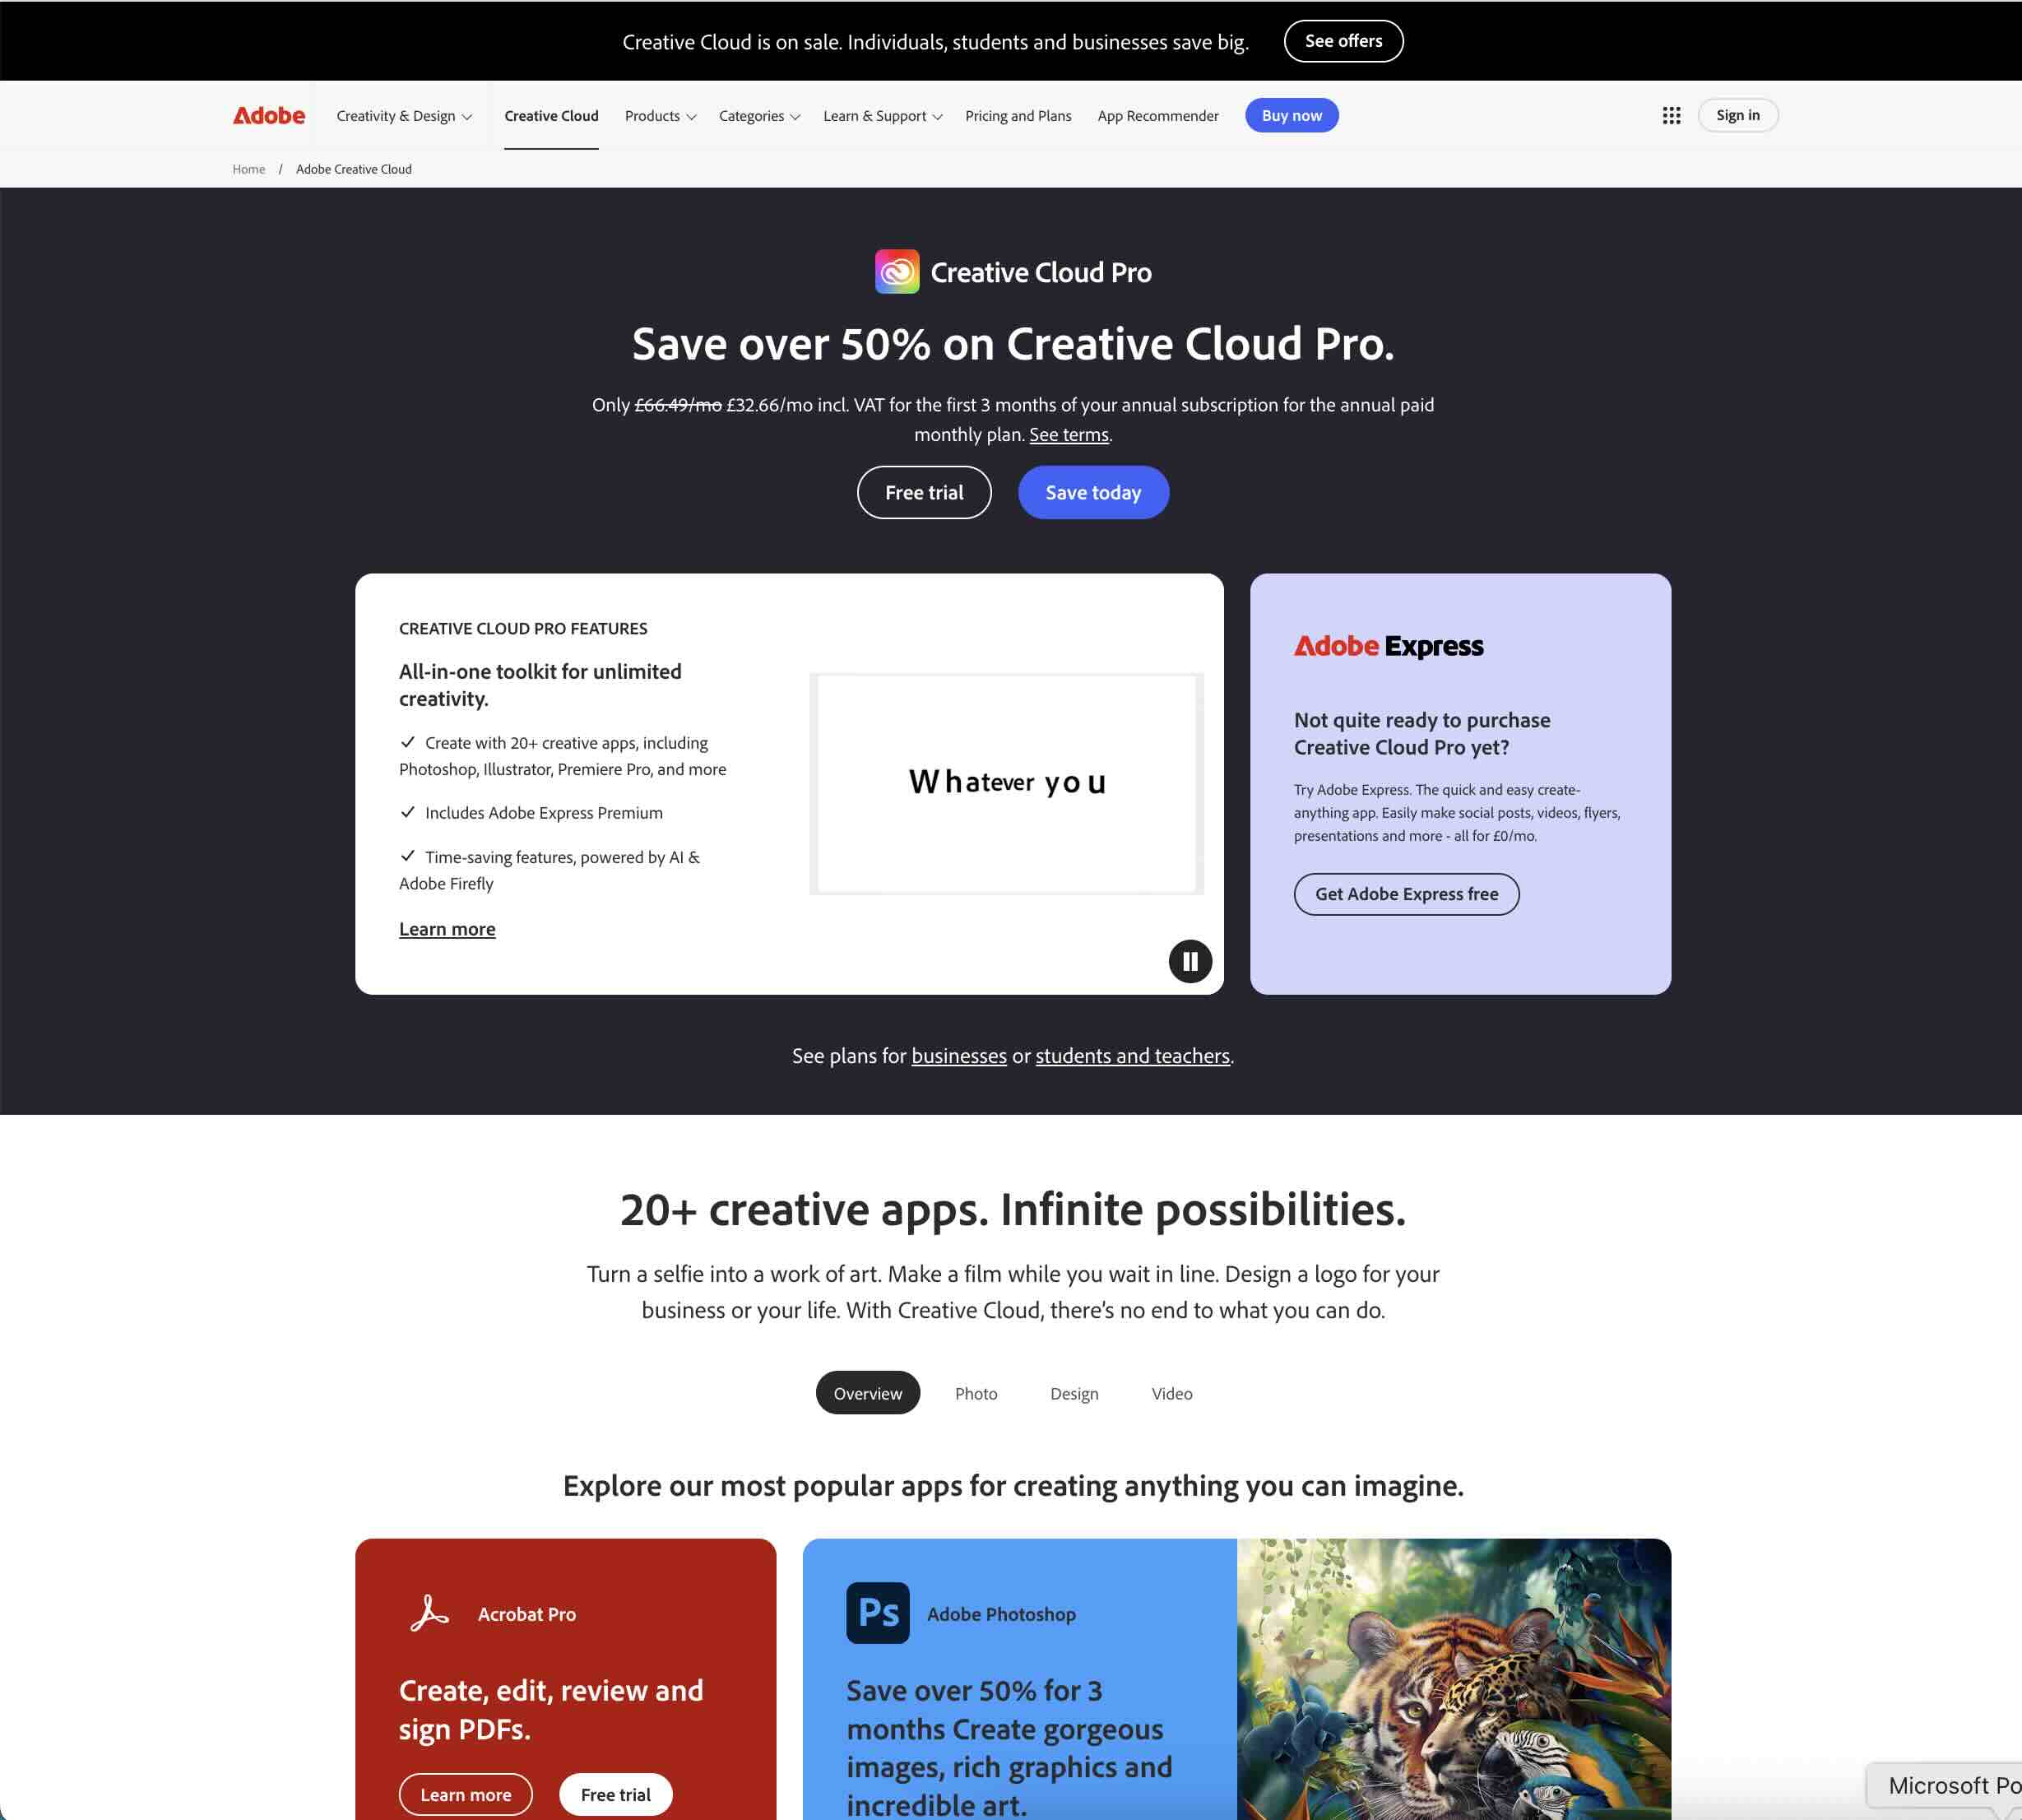 Creative Cloud is on sale. Individuals, students and businesses save big.
See offers
Adobe
Creativity & Design
Creative Cloud
Products
Categories
Learn & Support
Pricing and Plans
App Recommender
Buy now
Sign in
Home / Adobe Creative Cloud
Creative Cloud Pro
Save over 50% on Creative Cloud Pro.
Only £66.49/mo £32.66/mo incl. VAT for the first 3 months of your annual subscription for the annual paid
monthly plan. See terms.
Free trial
Save today
CREATIVE CLOUD PRO FEATURES
All-in-one toolkit for unlimited
creativity.
Create with 20+ creative apps, including
Photoshop, Illustrator, Premiere Pro, and more
Includes Adobe Express Premium
Time-saving features, powered by AI &
Adobe Firefly
Learn more
Whatever you
Adobe Express
Not quite ready to purchase
Creative Cloud Pro yet?
Try Adobe Express. The quick and easy create-
anything app. Easily make social posts, videos, flyers,
presentations and more - all for £0/mo.
Get Adobe Express free
See plans for businesses or students and teachers.
20+ creative apps. Infinite possibilities.
Turn a selfie into a work of art. Make a film while you wait in line. Design a logo for your
business or your life. With Creative Cloud, there's no end to what you can do.
Overview
Photo
Design
Video
Explore our most popular apps for creating anything you can imagine.
Acrobat Pro
Create, edit, review and
sign PDFs.
Learn more
Free trial
Ps
Adobe Photoshop
Save over 50% for 3
months Create gorgeous
images, rich graphics and
incredible art.
Microsoft Po